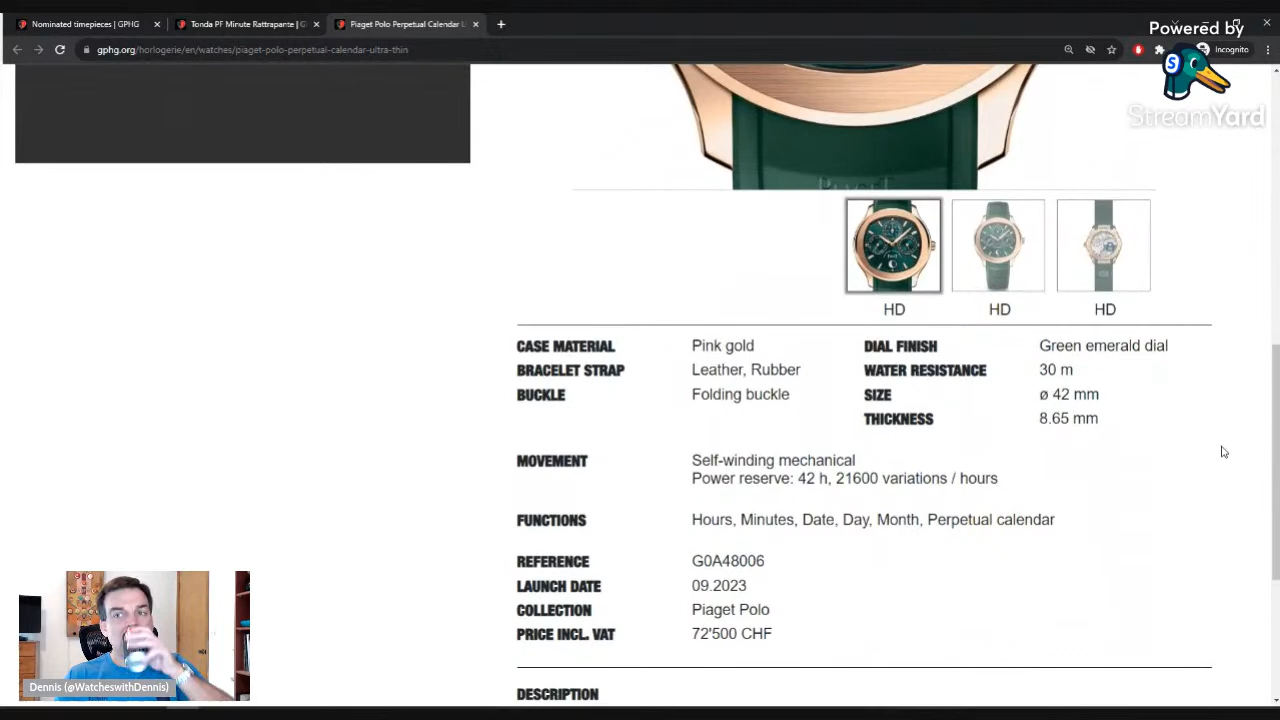 Nominated timepieces | GPHG
Tonda PF Minute Rattrapante | G
Piaget Polo Perpetual Calendar U
Powered by
gphg.org/horlogerie/en/watches/piaget-polo-perpetual-calendar-ultra-thin
Incognito
S
StreamYard
PIAGET
HD
HD
HD
CASE MATERIAL Pink gold DIAL FINISH Green emerald dial
BRACELET STRAP Leather, Rubber WATER RESISTANCE 30 m
BUCKLE Folding buckle SIZE ø 42 mm
THICKNESS 8.65 mm
MOVEMENT Self-winding mechanical
Power reserve: 42 h, 21600 variations / hours
FUNCTIONS Hours, Minutes, Date, Day, Month, Perpetual calendar
REFERENCE G0A48006
LAUNCH DATE 09.2023
COLLECTION Piaget Polo
PRICE INCL. VAT 72'500 CHF
DESCRIPTION
Dennis (@WatcheswithDennis)